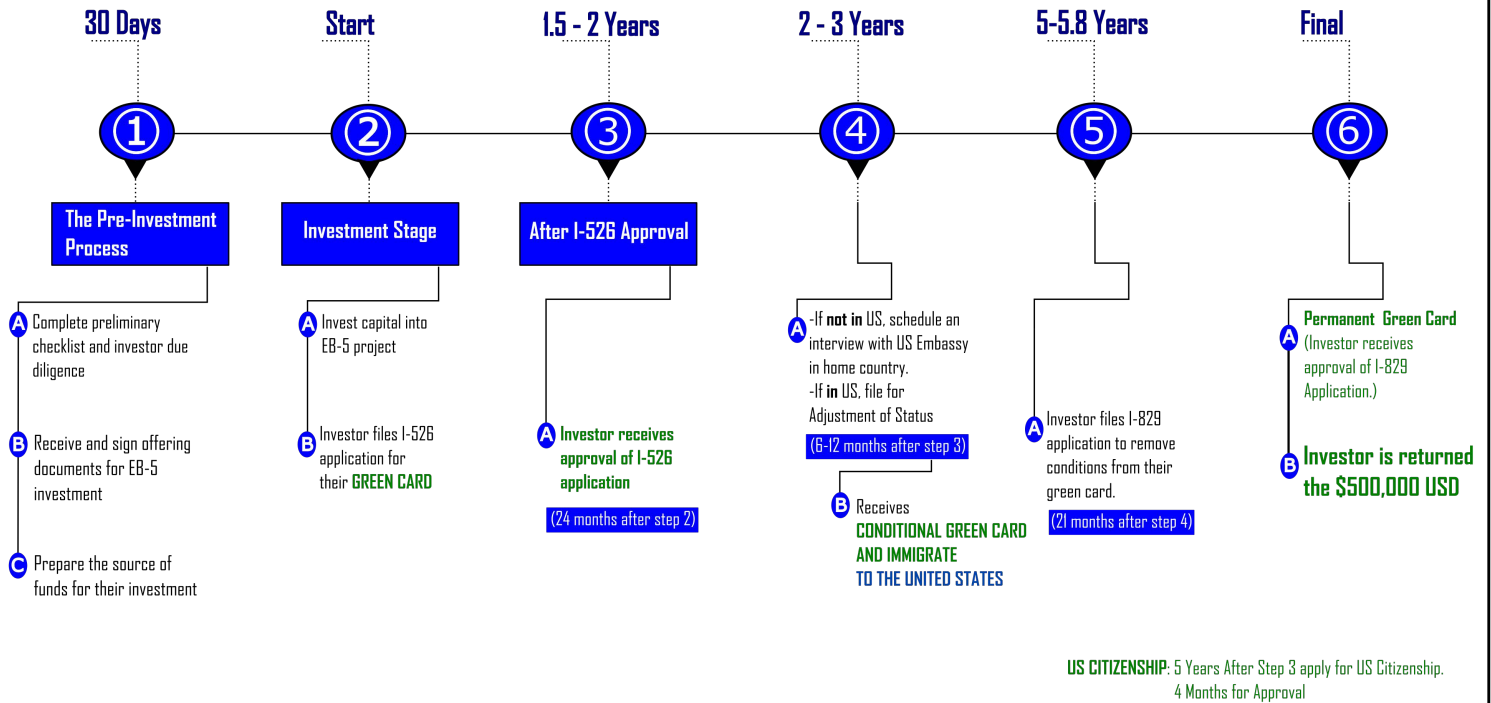 30 Days
Start
1.5 - 2 Years
2 - 3 Years
5-5.8 Years
Final
1
2
3
4
5
6
The Pre-Investment
Process
Investment Stage
After I-526 Approval
A
Complete preliminary
checklist and investor due
diligence
B
Receive and sign offering
documents for EB-5
investment
C
Prepare the source of
funds for their investment
A
Invest capital into
EB-5 project
B
Investor files I-526
application for
their GREEN CARD
A
Investor receives
approval of I-526
application
(24 months after step 2)
A
-If not in US, schedule an
interview with US Embassy
in home country.
-If in US, file for
Adjustment of Status
(6-12 months after step 3)
B
Receives
CONDITIONAL GREEN CARD
AND IMMIGRATE
TO THE UNITED STATES
A
Investor files I-829
application to remove
conditions from their
green card.
(21 months after step 4)
A
Permanent Green Card
(Investor receives
approval of I-829
Application.)
B
Investor is returned
the $500,000 USD
US CITIZENSHIP: 5 Years After Step 3 apply for US Citizenship.
4 Months for Approval